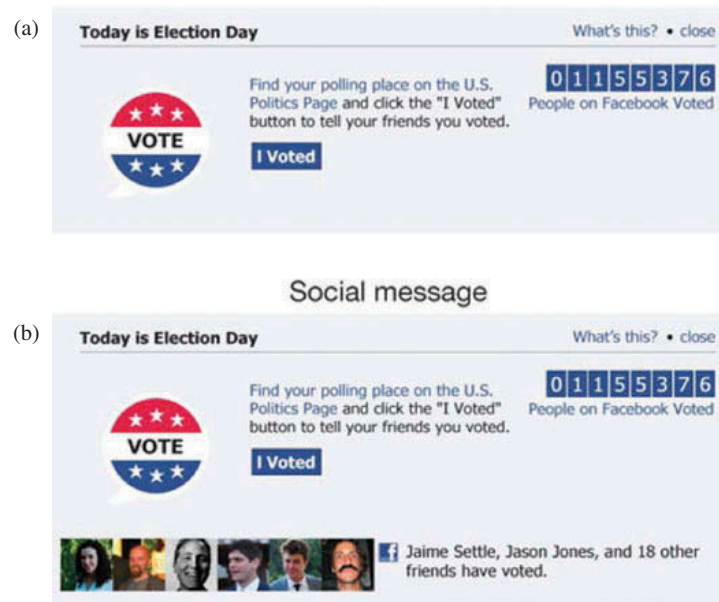 (a)
Today is Election Day
What's this? • close
Find your polling place on the U.S.
Politics Page and click the "I Voted"
button to tell your friends you voted.
I Voted
VOTE
0 1 1 5 5 3 7 6
People on Facebook Voted
Social message
(b)
Today is Election Day
What's this? • close
Find your polling place on the U.S.
Politics Page and click the "I Voted"
button to tell your friends you voted.
I Voted
VOTE
0 1 1 5 5 3 7 6
People on Facebook Voted
f Jaime Settle, Jason Jones, and 18 other
friends have voted.